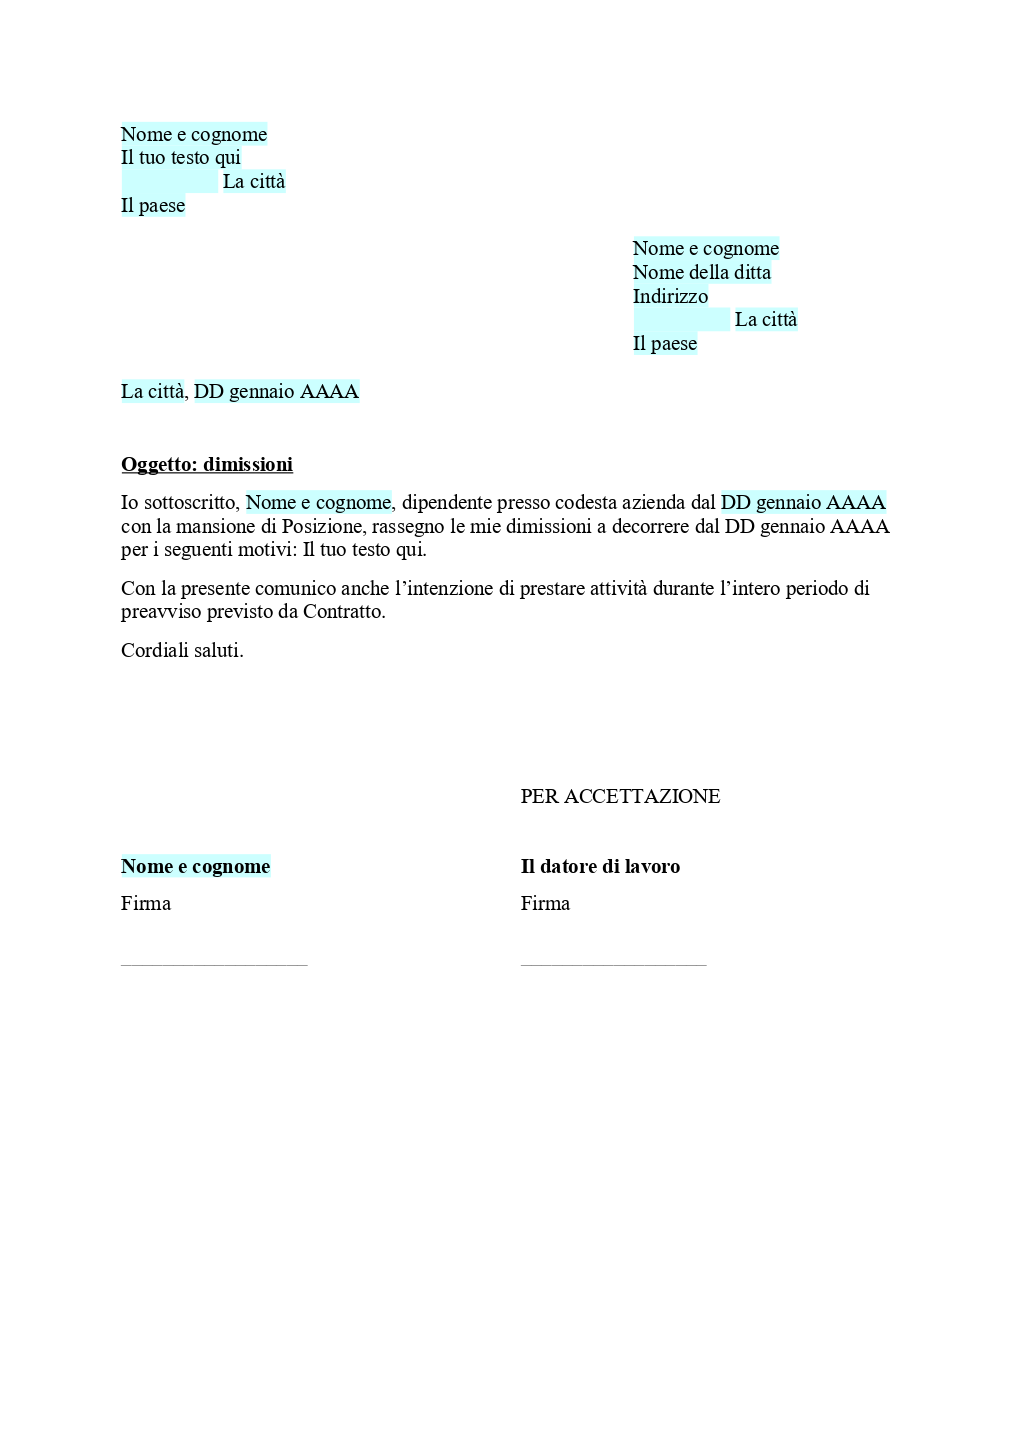 Nome e cognome
Il tuo testo qui
La città
Il paese
Nome e cognome
Nome della ditta
Indirizzo
La città
Il paese
La città, DD gennaio AAAA
Oggetto: dimissioni
Io sottoscritto, Nome e cognome, dipendente presso codesta azienda dal DD gennaio AAAA
con la mansione di Posizione, rassegno le mie dimissioni a decorrere dal DD gennaio AAAA
per i seguenti motivi: Il tuo testo qui.
Con la presente comunico anche l’intenzione di prestare attività durante l’intero periodo di
preavviso previsto da Contratto.
Cordiali saluti.
PER ACCETTAZIONE
Nome e cognome Il datore di lavoro
Firma Firma